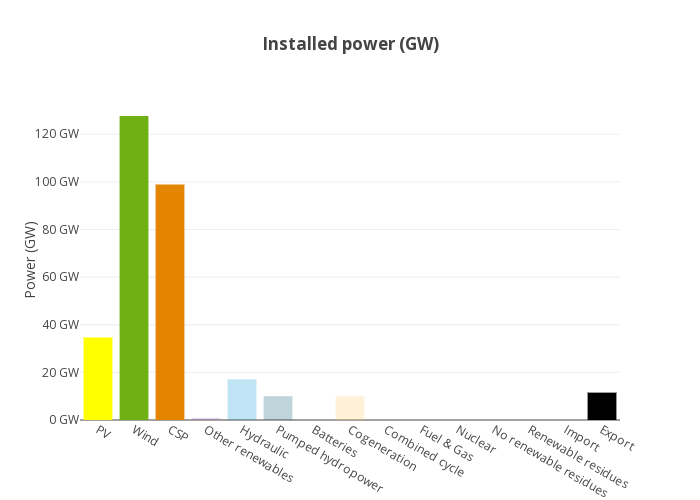 Installed power (GW)
Power (GW)
120 GW
100 GW
80 GW
60 GW
40 GW
20 GW
0 GW
PV
Wind
CSP
Other renewables
Hydraulic
Pumped hydropower
Batteries
Cogeneration
Combined cycle
Fuel & Gas
Nuclear
No renewable residues
Renewable residues
Import
Export